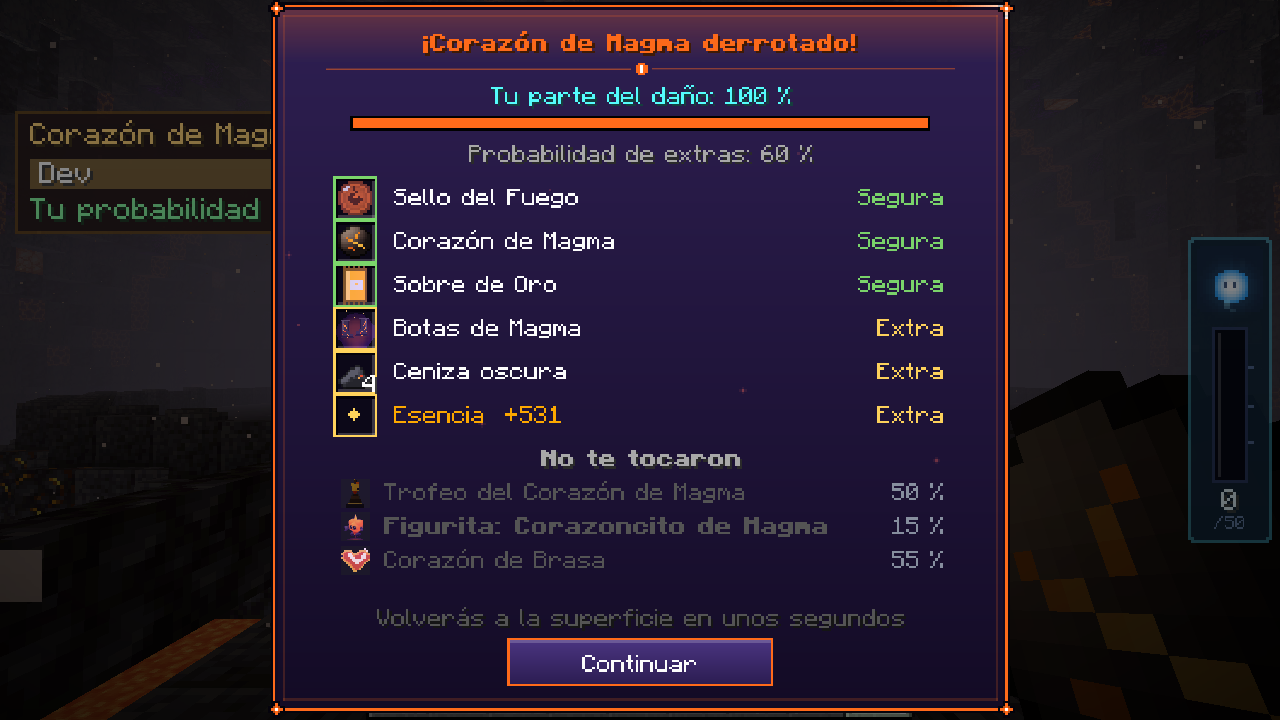 ¡Corazón de Magma derrotado!
Tu parte del daño: 100 %
Probabilidad de extras: 60 %
Sello del Fuego Segura
Corazón de Magma Segura
Sobre de Oro Segura
Botas de Magma Extra
4 Ceniza oscura Extra
Esencia +531 Extra
No te tocaron
Trofeo del Corazón de Magma 50 %
Figurita: Corazoncito de Magma 15 %
Corazón de Brasa 55 %
Volverás a la superficie en unos segundos
Continuar
Corazón de Mag
Dev
Tu probabilidad
0
/50